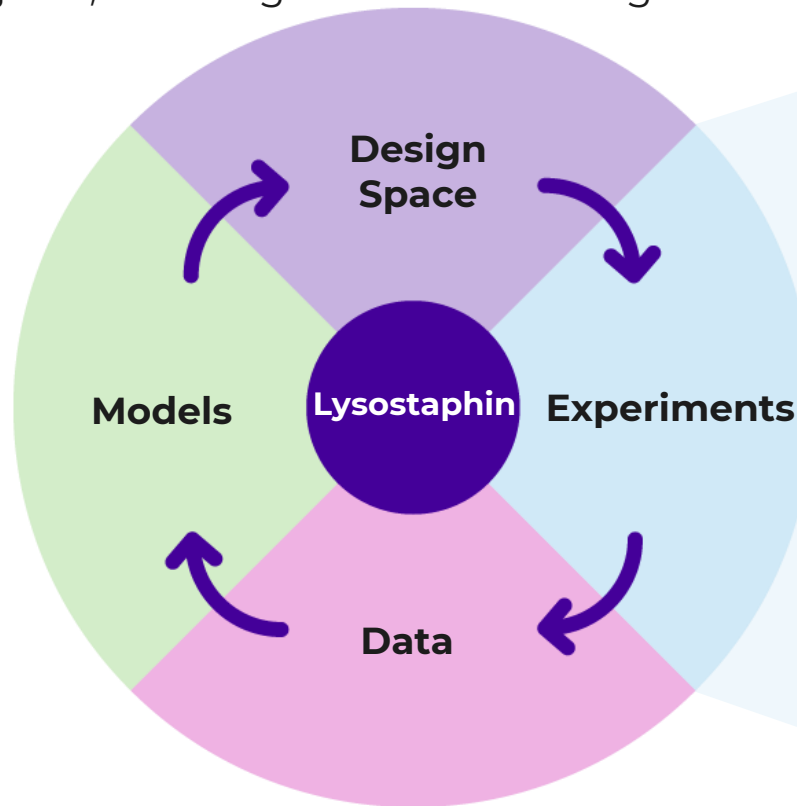 Design
Space
Models
Lysostaphin
Experiments
Data